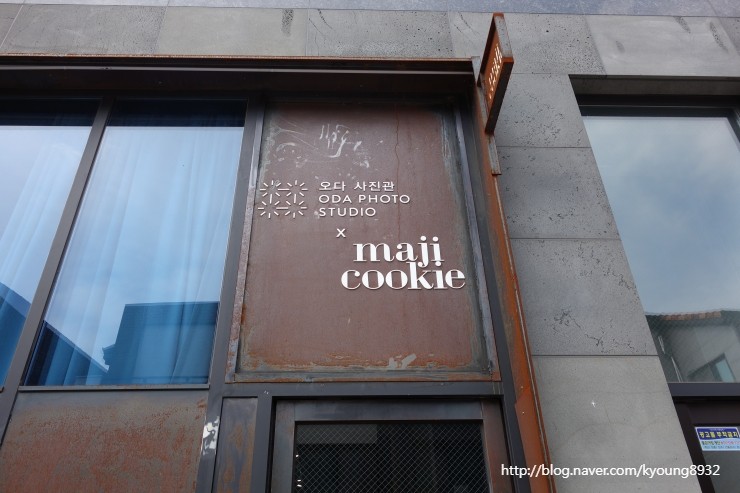 오다 사진관
ODA PHOTO
STUDIO
x
maji
cookie
http://blog.naver.com/kyoung8932